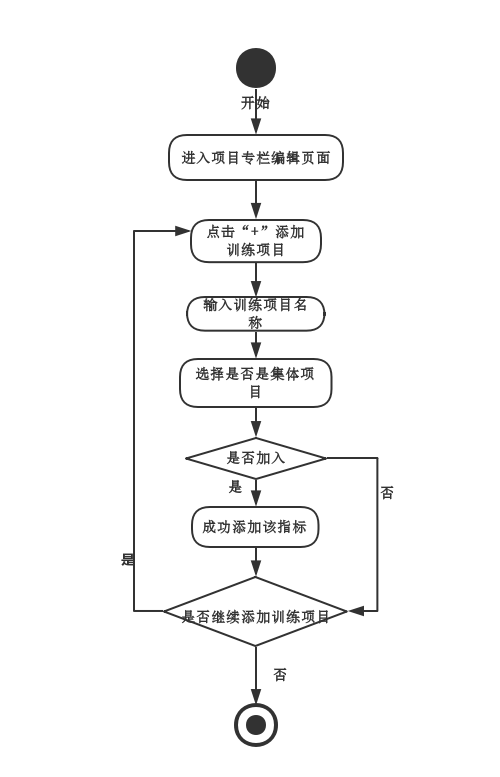 开始
进入项目专栏编辑页面
点击“+”添加
训练项目
输入训练项目名
称
选择是否是集体项
目
是否加入
是
否
成功添加该指标
是
是否继续添加训练项目
否